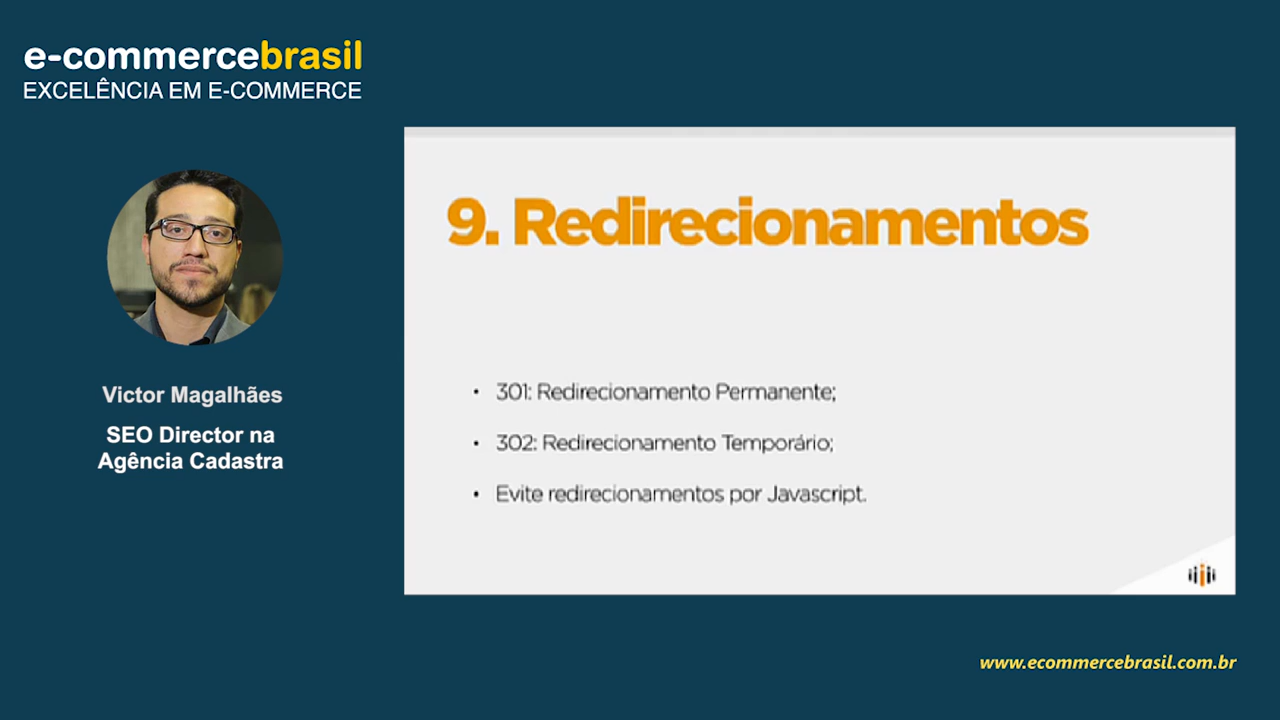 e-commercebrasil
EXCELÊNCIA EM E-COMMERCE
Victor Magalhães
SEO Director na
Agência Cadastra
9. Redirecionamentos
• 301: Redirecionamento Permanente;
• 302: Redirecionamento Temporário;
• Evite redirecionamentos por Javascript.
www.ecommercebrasil.com.br